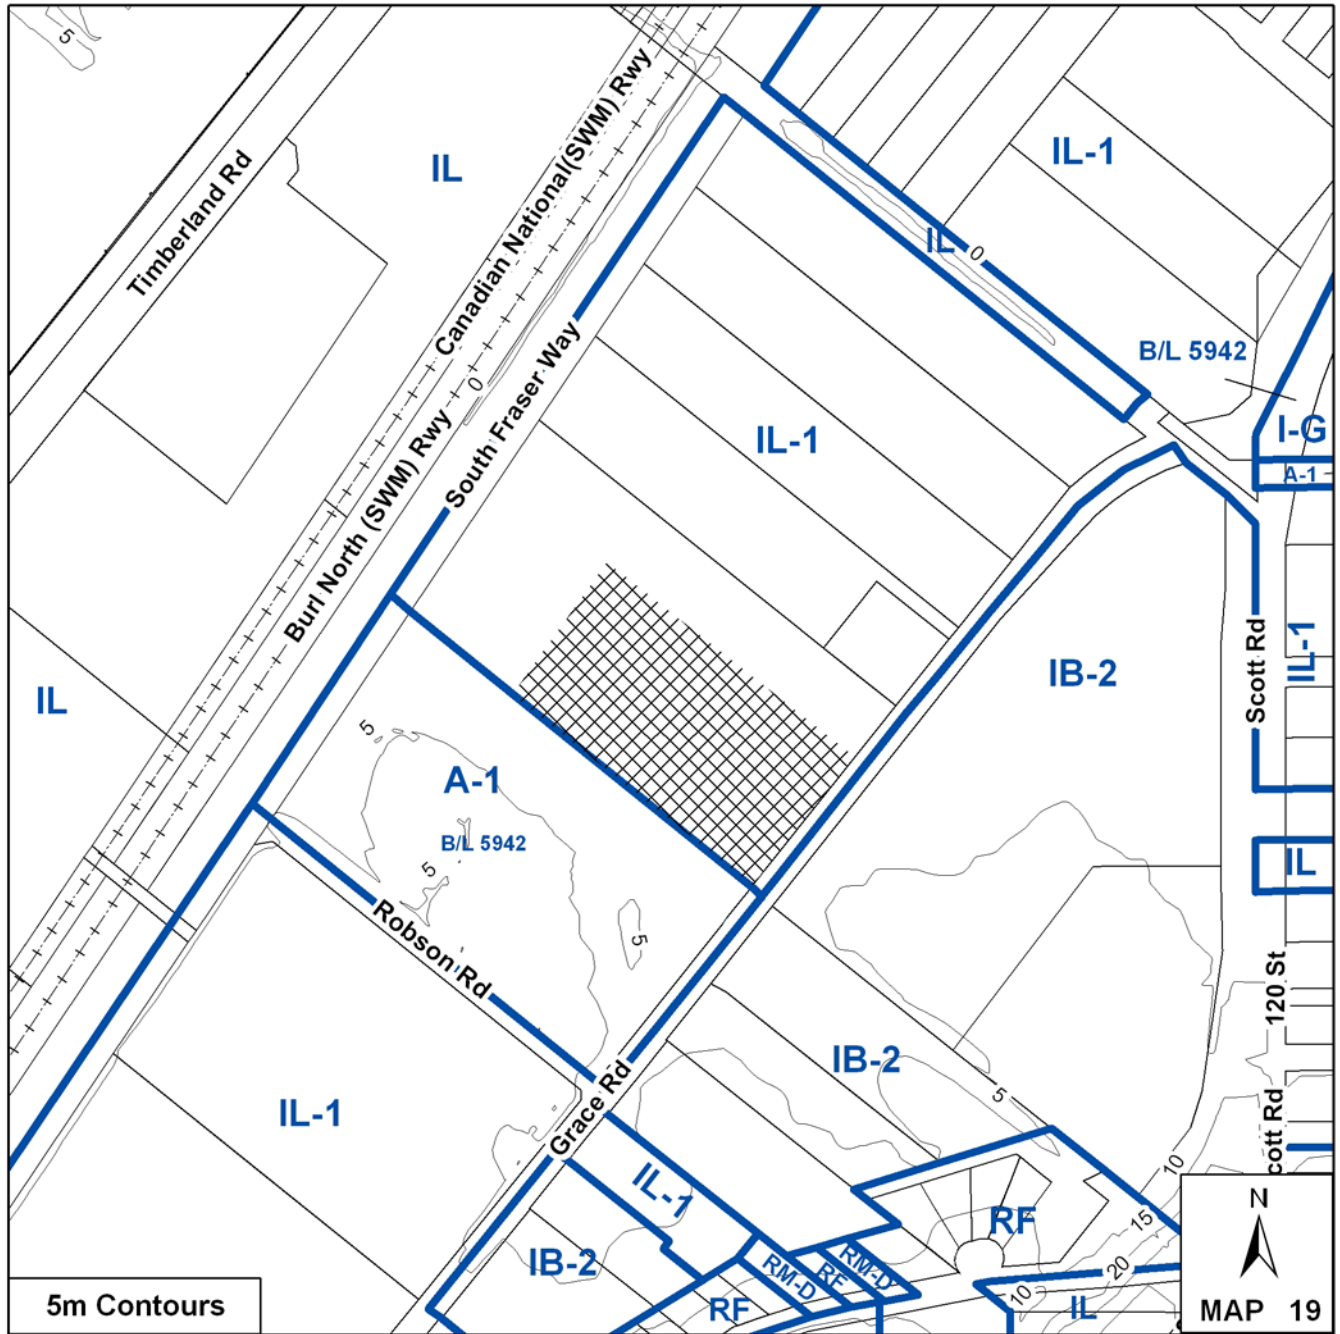 5
IL
Timberland Rd
Canadian National(SWM) Rwy
IL-1
IL
0
B/L 5942
South Fraser Way
0
I-G
IL-1
A-1
Burl North (SWM) Rwy
IB-2
Scott Rd
IL-1
IL
5
A-1
B/L 5942
5
IL
Robson Rd
5
120 St
IB-2
5
IL-1
Grace Rd
cott Rd
10
IL-1
RF
15
IB-2
RM-D
RF
RM-D
20
10
RF
IL
5m Contours
N
MAP 19